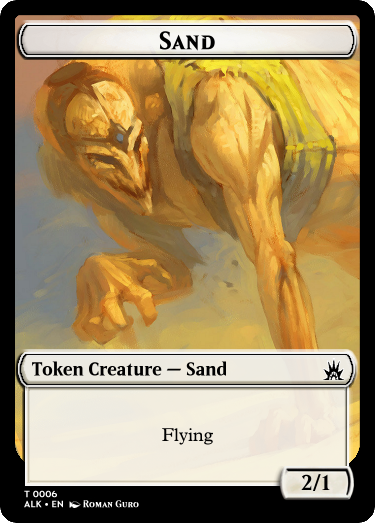 Sand
Token Creature — Sand
Flying
2/1
T 0006
ALK • EN Roman Guro